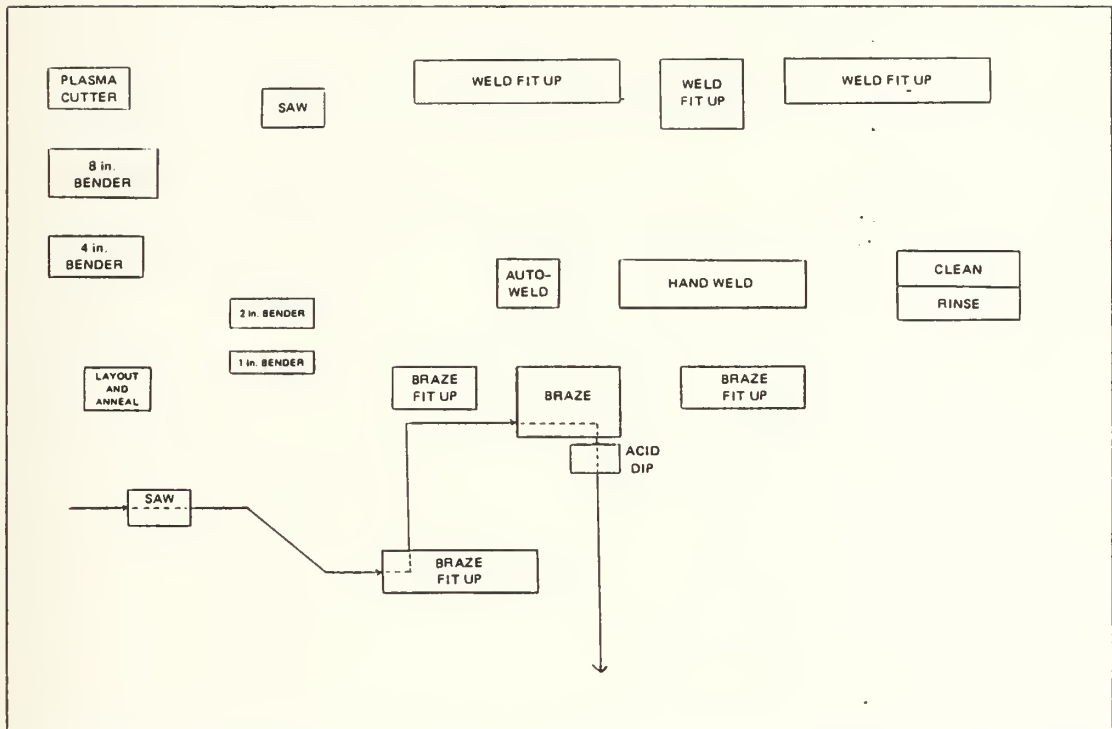 PLASMA
CUTTER
SAW
WELD FIT UP
WELD
FIT UP
WELD FIT UP
8 in.
BENDER
4 in.
BENDER
AUTO-
WELD
HAND WELD
CLEAN
RINSE
2 in. BENDER
1 in. BENDER
LAYOUT
AND
ANNEAL
BRAZE
FIT UP
BRAZE
BRAZE
FIT UP
ACID
DIP
SAW
BRAZE
FIT UP